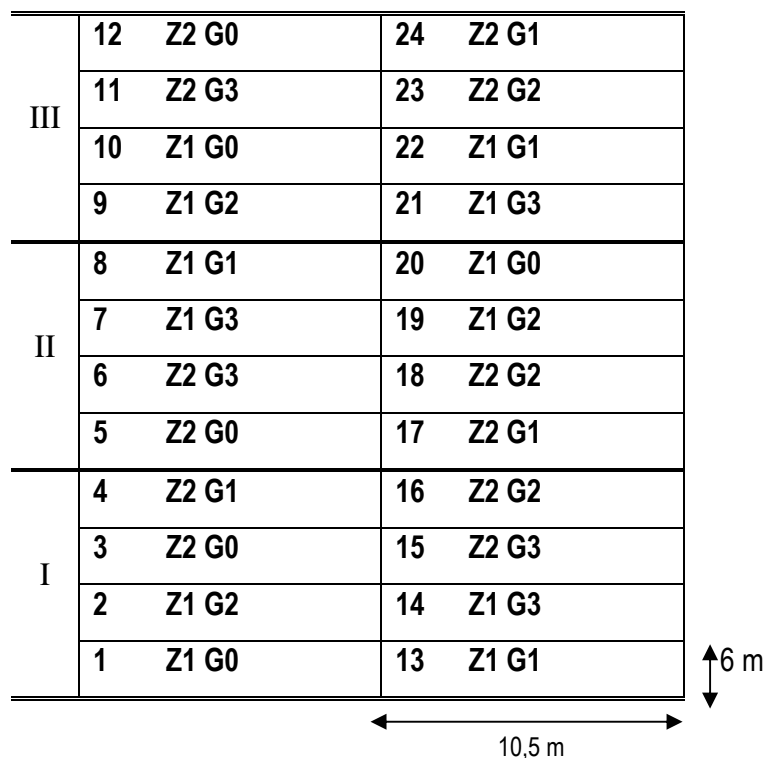 12 Z2 G0 24 Z2 G1
11 Z2 G3 23 Z2 G2
III
10 Z1 G0 22 Z1 G1
9 Z1 G2 21 Z1 G3
8 Z1 G1 20 Z1 G0
7 Z1 G3 19 Z1 G2
II
6 Z2 G3 18 Z2 G2
5 Z2 G0 17 Z2 G1
4 Z2 G1 16 Z2 G2
3 Z2 G0 15 Z2 G3
I
2 Z1 G2 14 Z1 G3
1 Z1 G0 13 Z1 G1 6 m
10,5 m